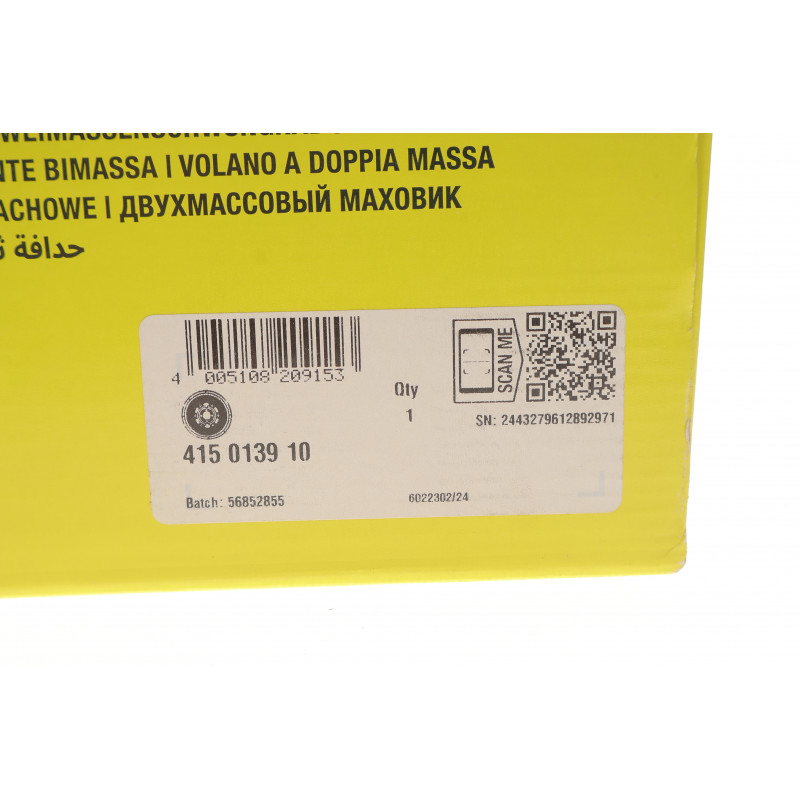 NTE BIMASSA | VOLANO A DOPPIA MASSA
ACHOWE | ДВУХМАССОВЫЙ МАХОВИК
حدافة
4 005108 209153
Qty
1
SCAN ME
SN: 2443279612892971
415 0139 10
Batch: 56852855
6022302/24